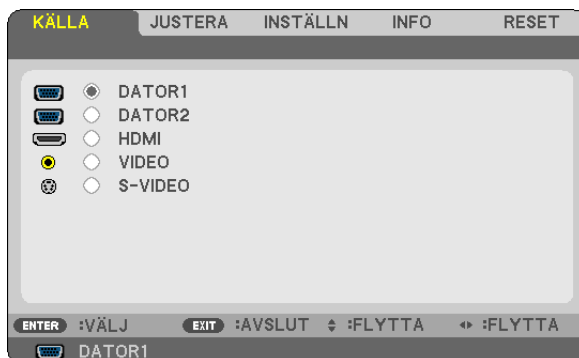 KÄLLA JUSTERA INSTÄLLN INFO RESET
DATOR1
DATOR2
HDMI
VIDEO
S-VIDEO
ENTER :VÄLJ EXIT :AVSLUT :FLYTTA :FLYTTA
DATOR1